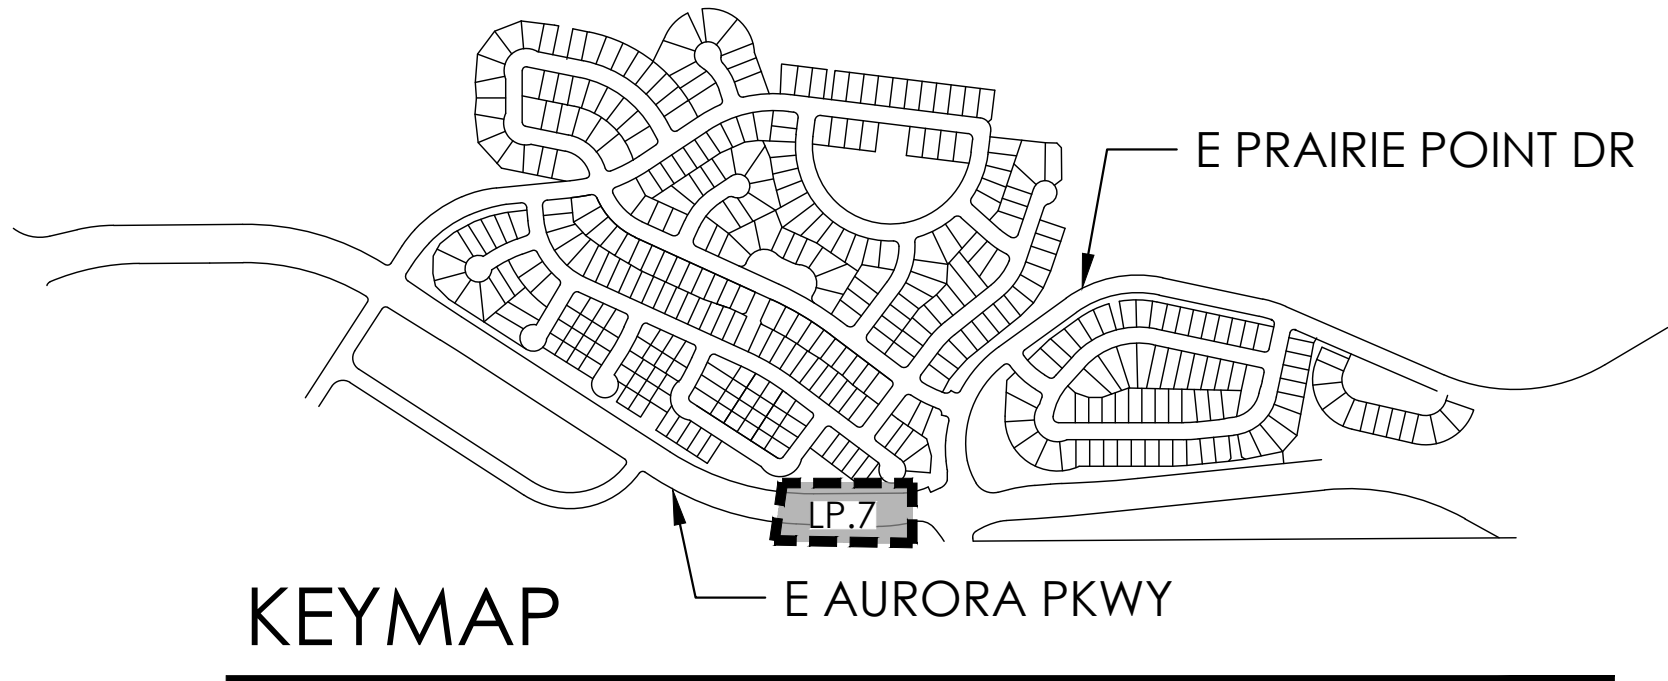 E PRAIRIE POINT DR
LP.7
E AURORA PKWY
KEYMAP